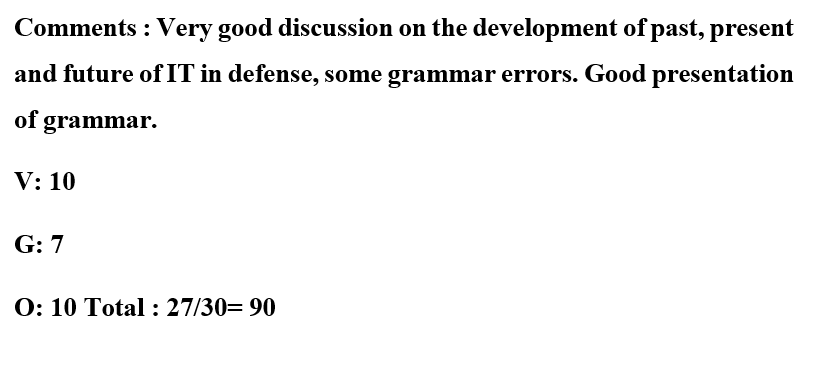 Comments : Very good discussion on the development of past, present
and future of IT in defense, some grammar errors. Good presentation
of grammar.
V: 10
G: 7
O: 10 Total : 27/30= 90